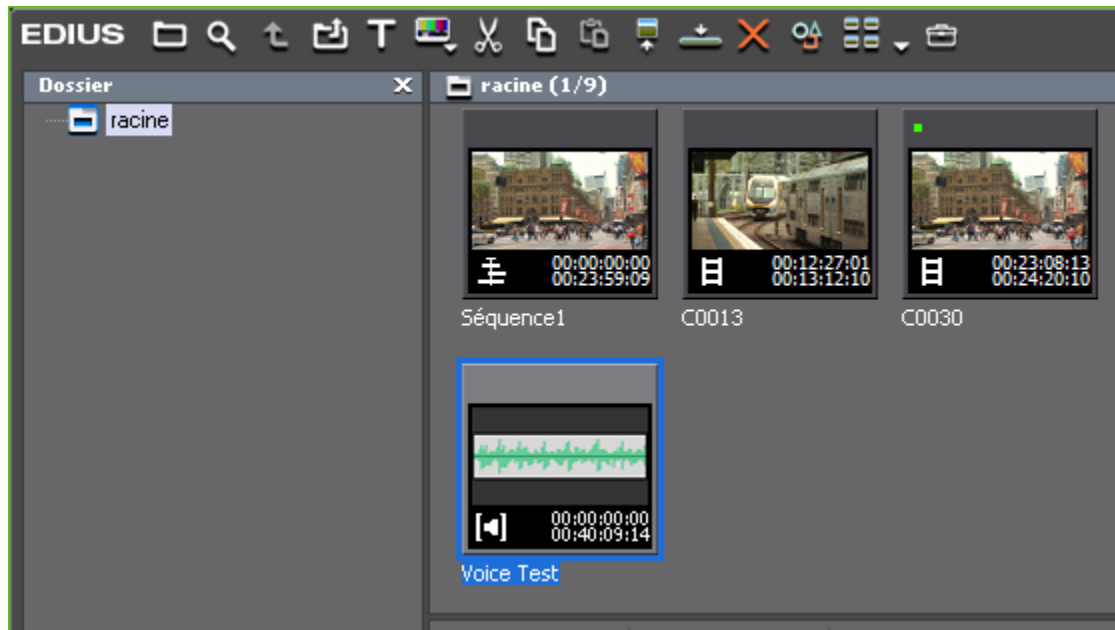 EDIUS
Dossier
racine (1/9)
racine
00:00:00:00
00:23:59:09
Séquence1
00:12:27:01
00:13:12:10
C0013
00:23:08:13
00:24:20:10
C0030
00:00:00:00
00:40:09:14
Voice Test